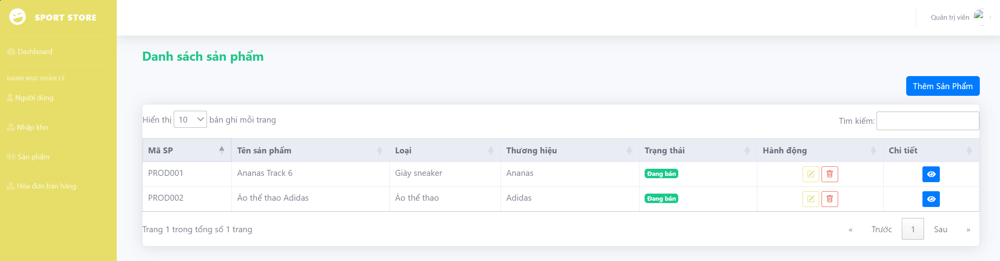 SPORT STORE
Quản trị viên
Dashboard
DANH MỤC QUẢN LÝ
Người dùng
Nhập kho
Sản phẩm
Hóa đơn bán hàng
Danh sách sản phẩm
Thêm Sản Phẩm
Hiển thị 10 bản ghi mỗi trang
Tìm kiếm:
Mã SP Tên sản phẩm Loại Thương hiệu Trạng thái Hành động Chi tiết
PROD001 Ananas Track 6 Giày sneaker Ananas Đang bán
PROD002 Áo thể thao Adidas Áo thể thao Adidas Đang bán
Trang 1 trong tổng số 1 trang « Trước 1 Sau »